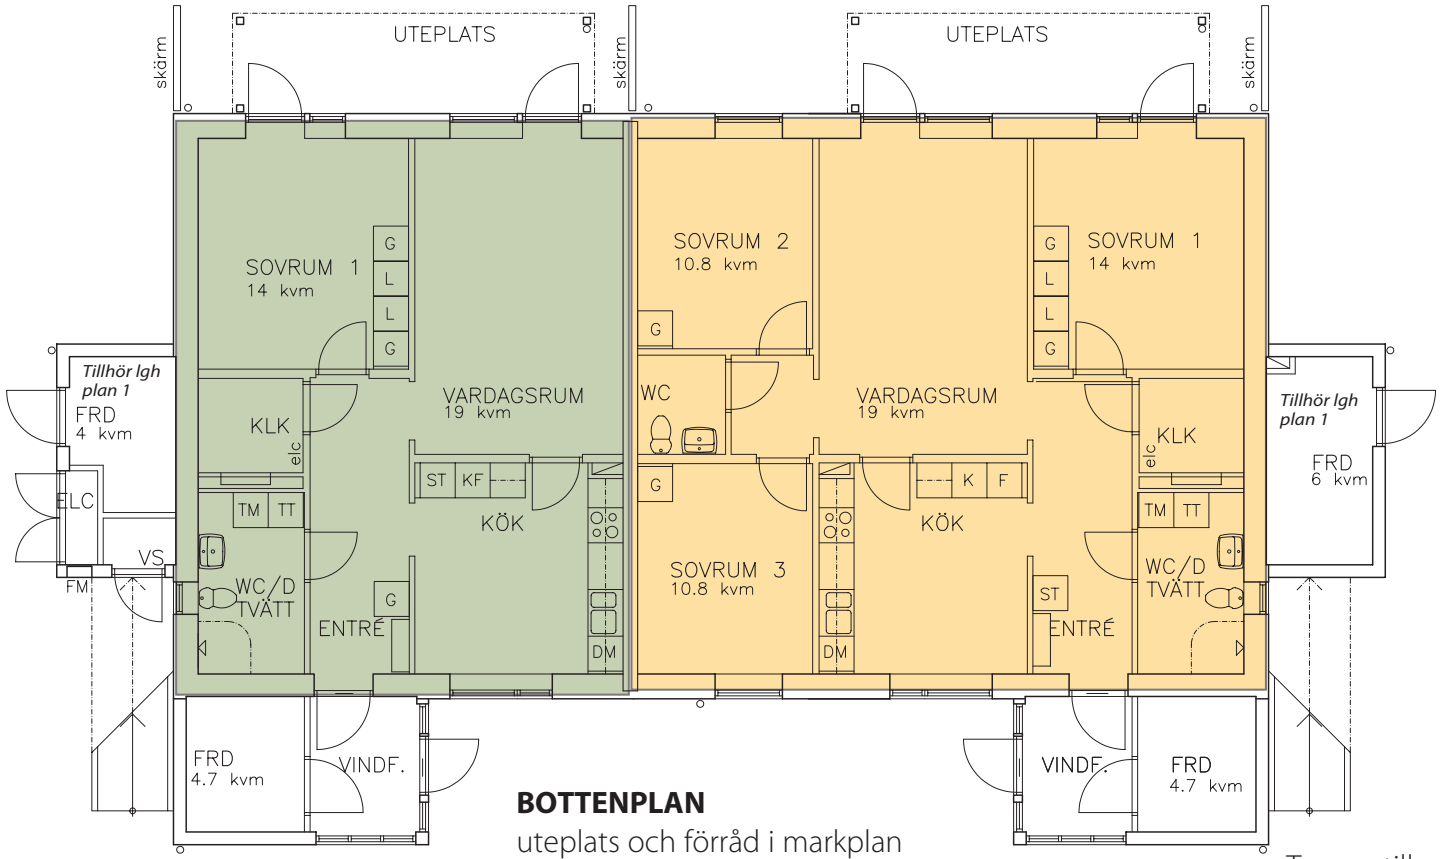 UTEPLATS
UTEPLATS
skärm
skärm
skärm
SOVRUM 1
14 kvm
G
L
L
G
VARDAGSRUM
19 kvm
SOVRUM 2
10.8 kvm
G
WC
VARDAGSRUM
19 kvm
G
L
L
G
SOVRUM 1
14 kvm
Tillhör lgh
plan 1
FRD
4 kvm
ELC
VS
FM
KLK
elc
TM
TT
WC/D
TVÄTT
G
ENTRÉ
ST
KF
KÖK
DM
G
SOVRUM 3
10.8 kvm
K
F
KÖK
DM
ST
ENTRÉ
KLK
elc
TM
TT
WC/D
TVÄTT
Tillhör lgh
plan 1
FRD
6 kvm
FRD
4.7 kvm
VINDF.
VINDF.
FRD
4.7 kvm
BOTTENPLAN
uteplats och förråd i markplan